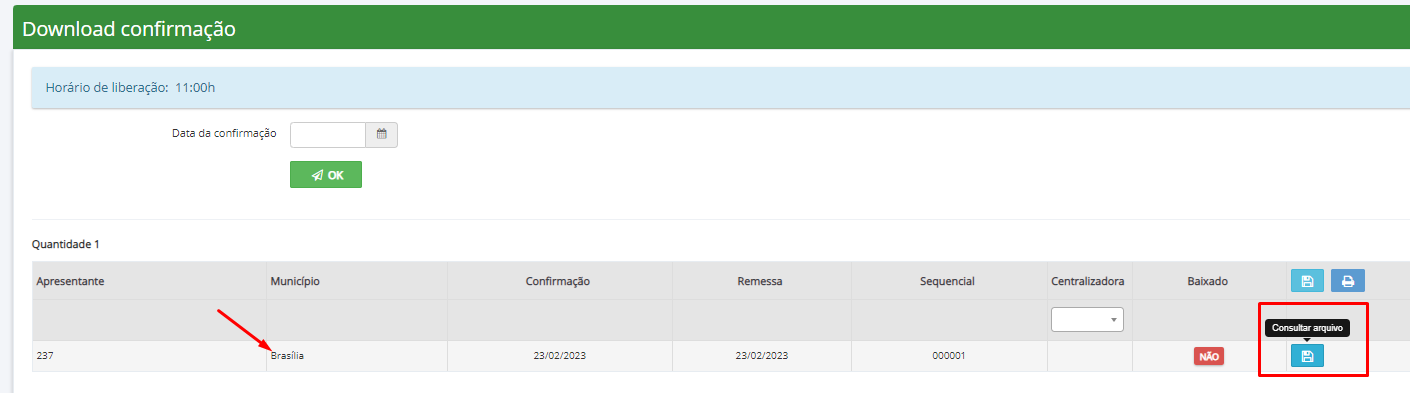 Download confirmação
Horário de liberação: 11:00h
Data da confirmação
OK
Quantidade 1
Apresentante Município Confirmação Remessa Sequencial Centralizadora Baixado
Consultar arquivo
237 Brasília 23/02/2023 23/02/2023 000001 NÃO